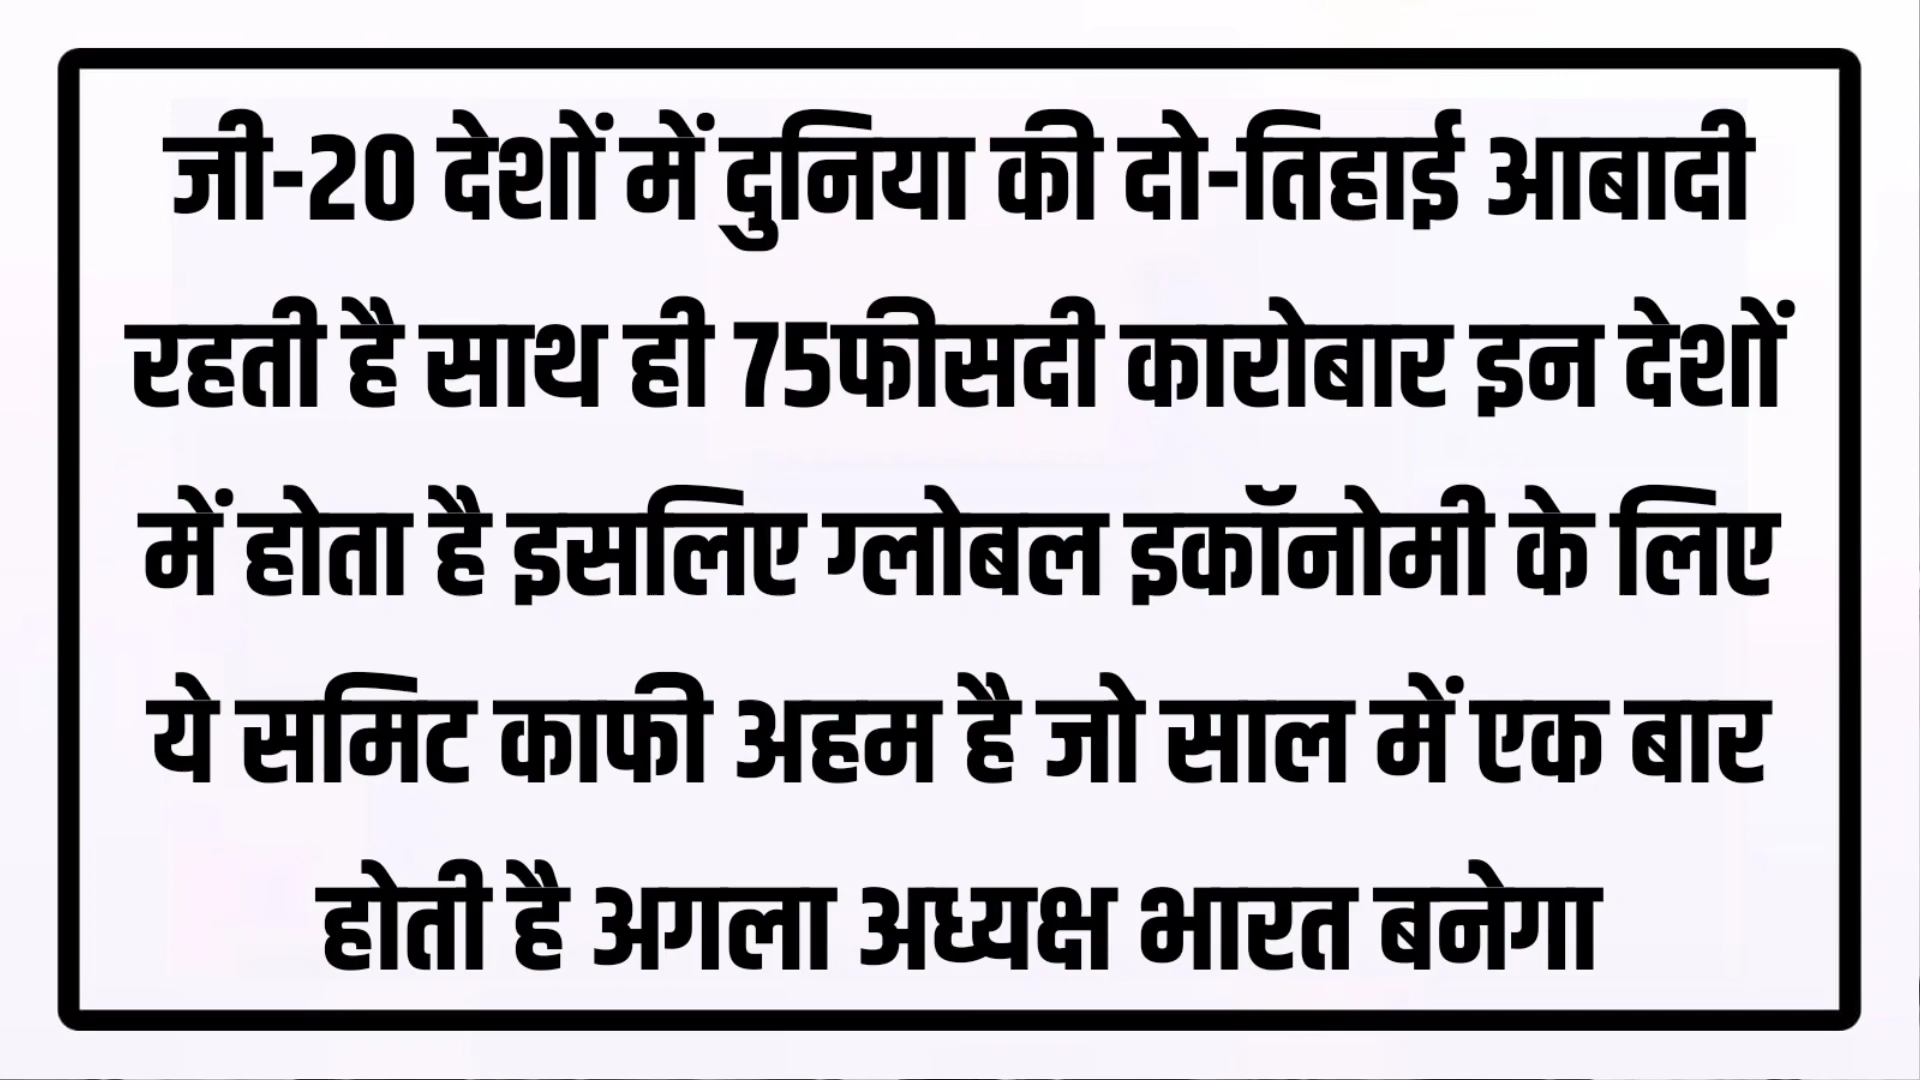 जी-20 देशों में दुनिया की दो-तिहाई आबादी
रहती है साथ ही 75फीसदी कारोबार इन देशों
में होता है इसलिए ग्लोबल इकॉनोमी के लिए
ये समिट काफी अहम है जो साल में एक बार
होती है अगला अध्यक्ष भारत बनेगा